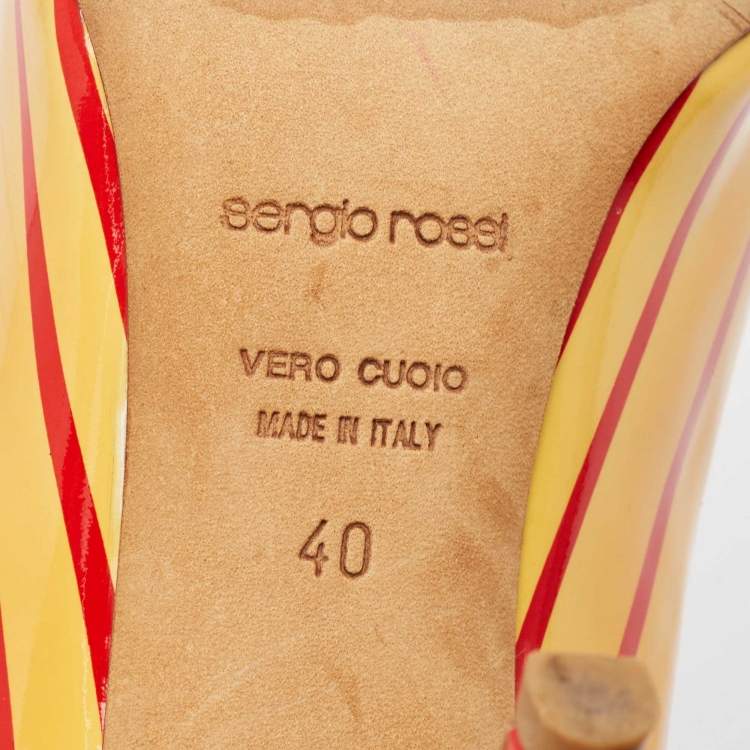 sergio rossi
VERO CUOIO
MADE IN ITALY
40